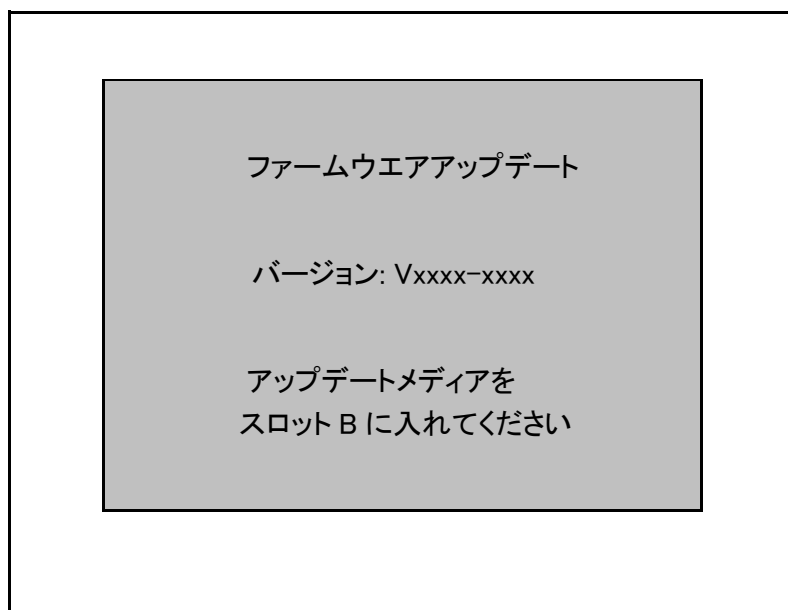 ファームウエアアップデート
バージョン: Vxxxx-xxxx
アップデートメディアを
スロット B に入れてください